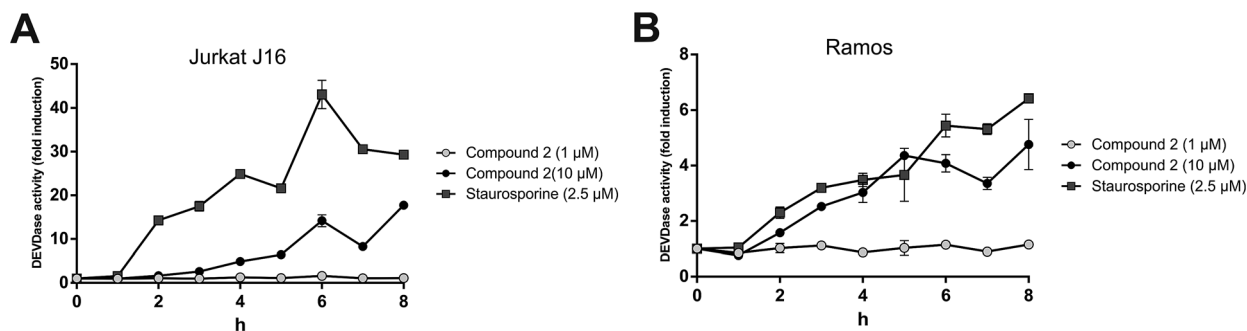 A
Jurkat J16
DEVDase activity (fold induction)
50
40
30
20
10
0
0 2 4 6 8
h
Compound 2 (1 µM)
Compound 2(10 µM)
Staurosporine (2.5 µM)
B
Ramos
DEVDase activity (fold induction)
8
6
4
2
0
0 2 4 6 8
h
Compound 2 (1 µM)
Compound 2 (10 µM)
Staurosporine (2.5 µM)